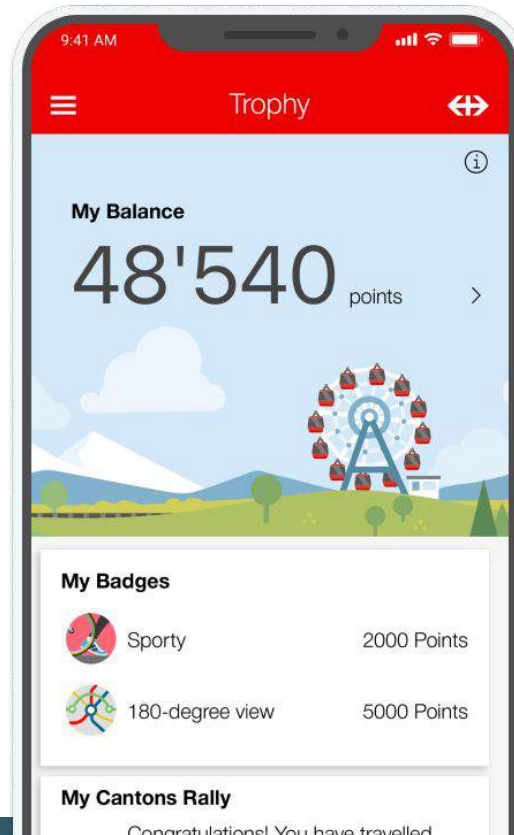 9:41 AM
Trophy
My Balance
48'540 points
My Badges
Sporty 2000 Points
180-degree view 5000 Points
My Cantons Rally
Congratulations! You have travelled